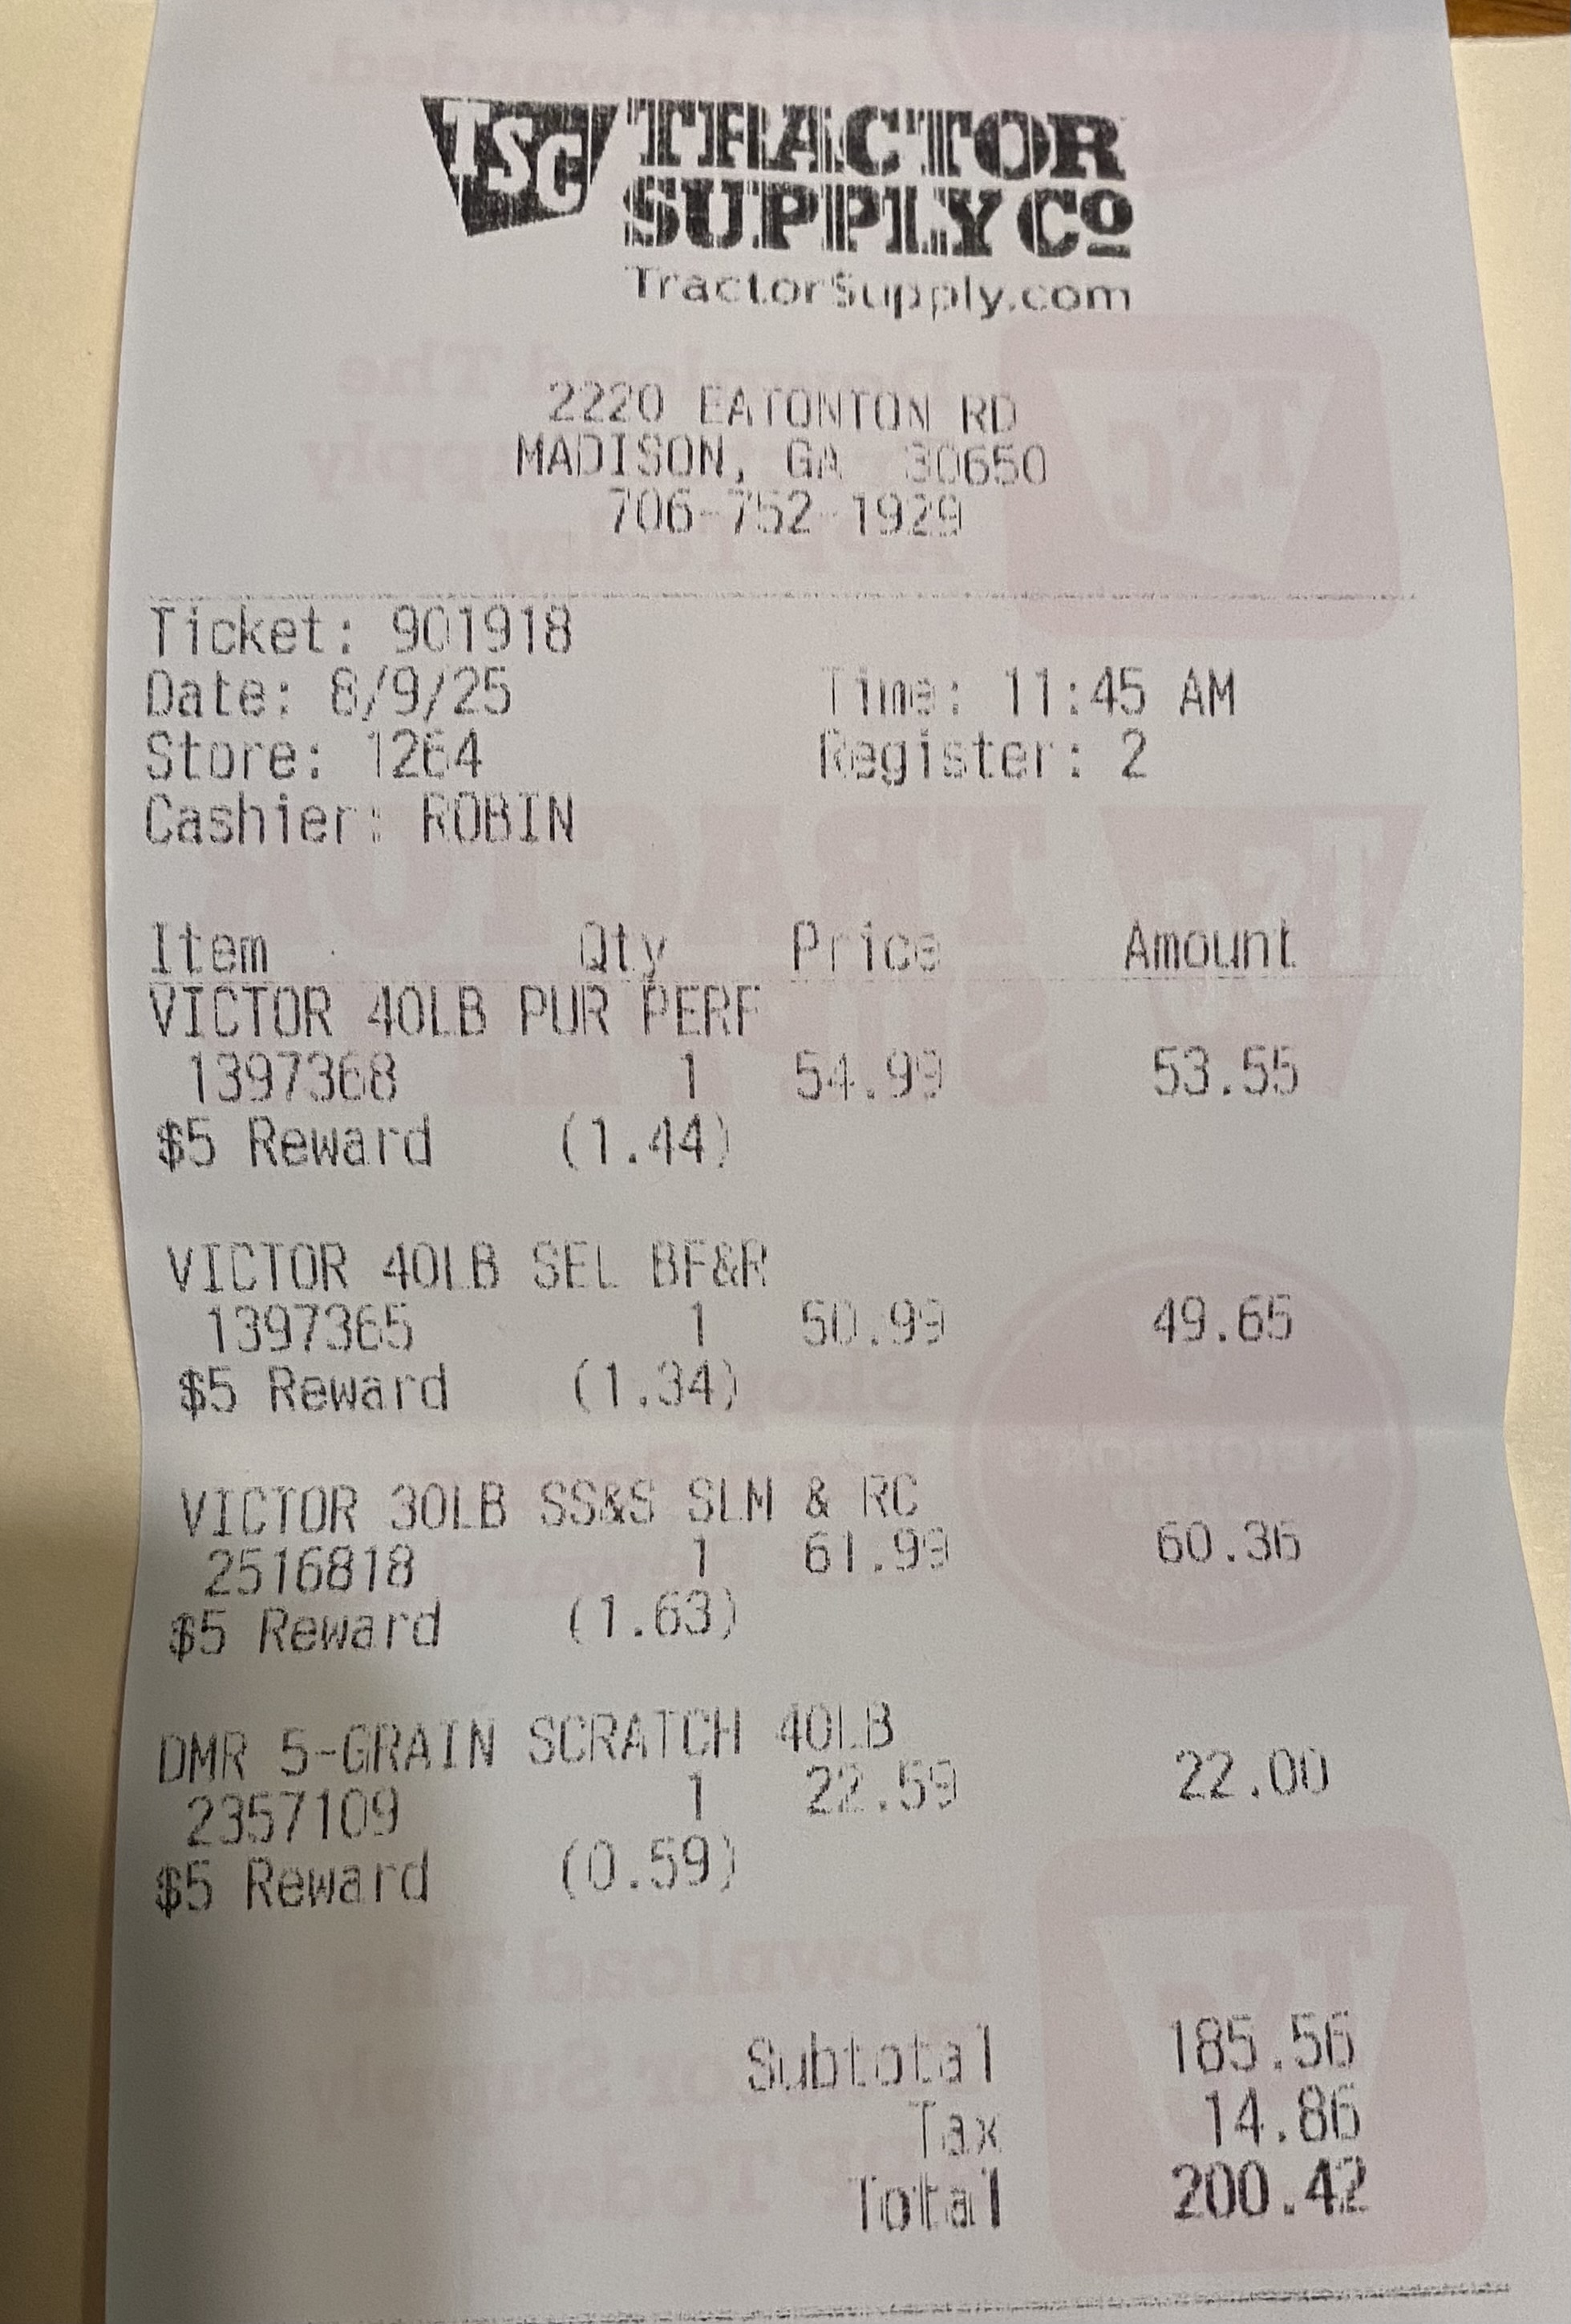 TSC TRACTOR
SUPPLY CO
TractorSupply.com
2220 EATONTON RD
MADISON, GA 30650
706-752-1929
Ticket: 901918
Date: 8/9/25 Time: 11:45 AM
Store: 1264 Register: 2
Cashier: ROBIN
Item Qty Price Amount
VICTOR 40LB PUR PERF
1397368 1 54.99 53.55
$5 Reward (1.44)
VICTOR 40LB SEL BF&R
1397365 1 50.99 49.65
$5 Reward (1.34)
VICTOR 30LB SS&S SLM & RC
2516818 1 61.99 60.36
$5 Reward (1.63)
DMR 5-GRAIN SCRATCH 40LB
2357109 1 22.59 22.00
$5 Reward (0.59)
Subtotal 185.56
Tax 14.86
Total 200.42